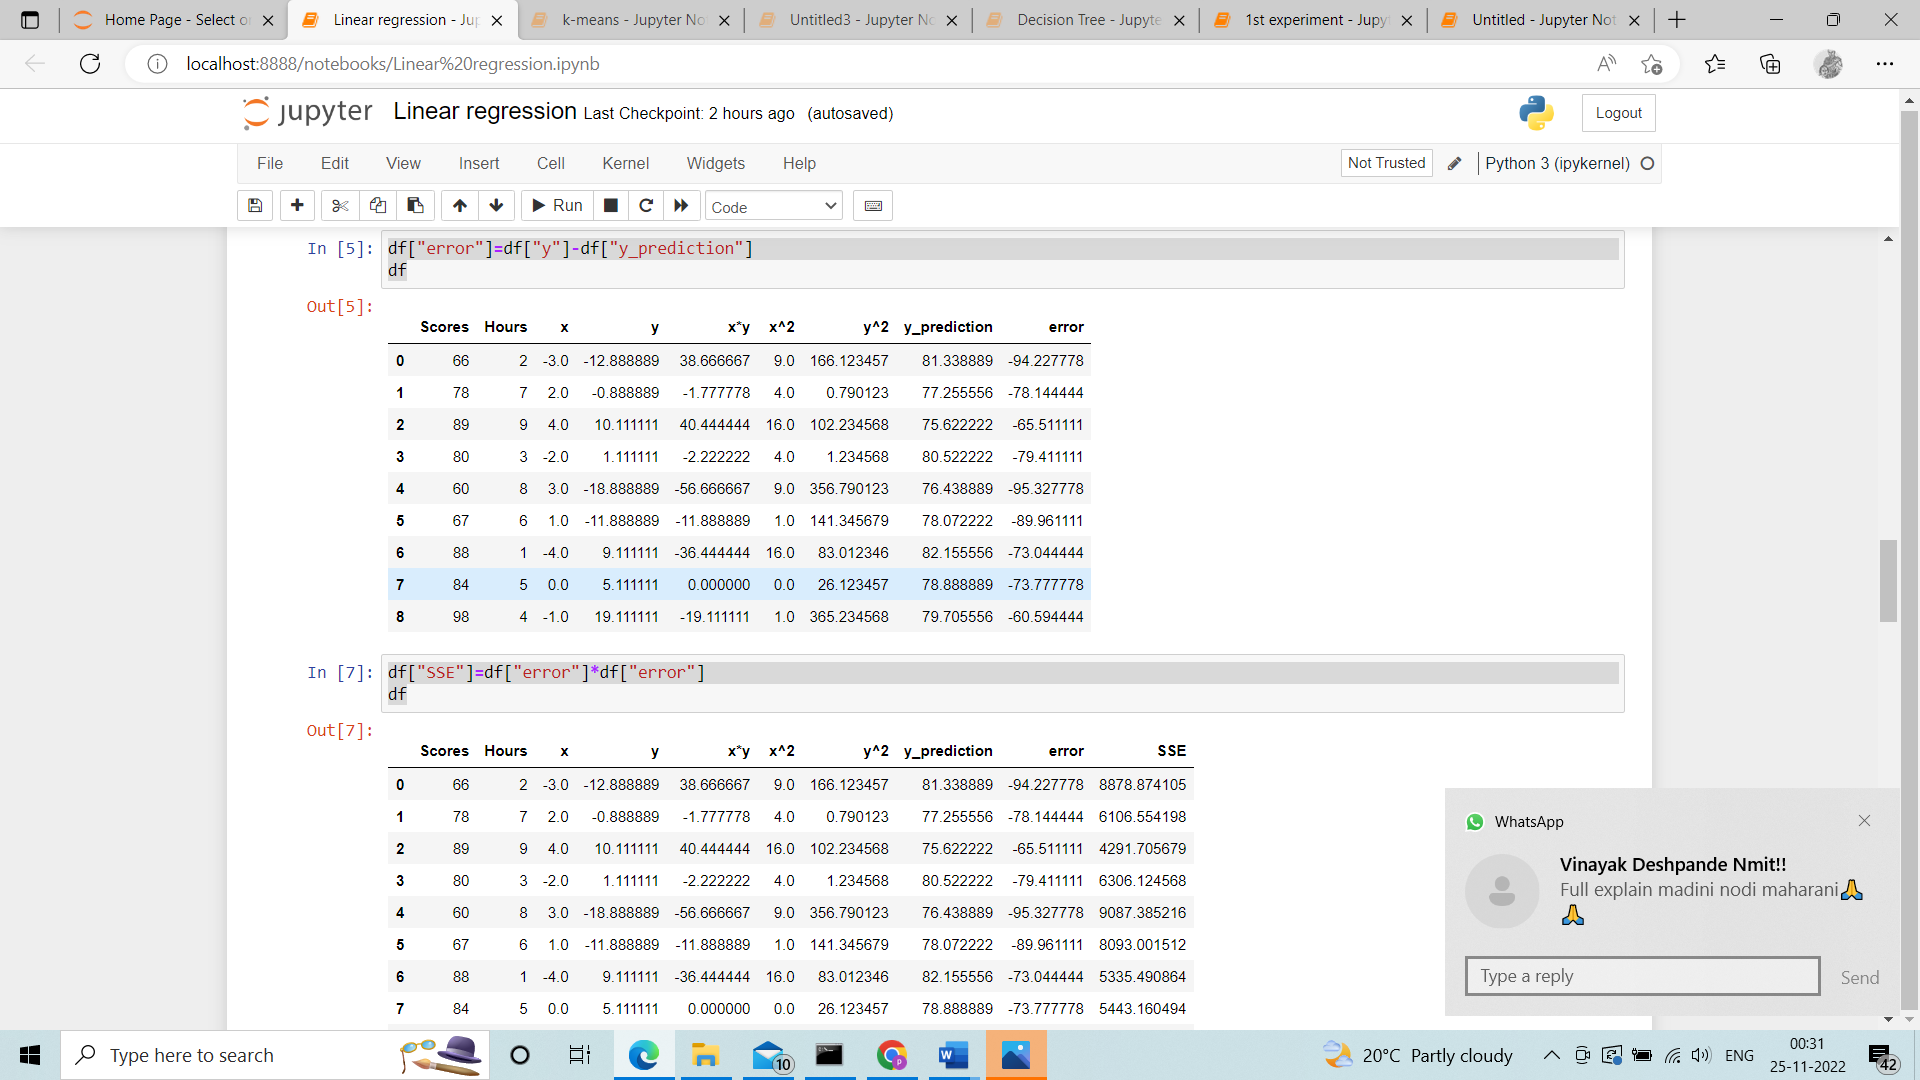 Home Page - Select o
Linear regression - Jup
k-means - Jupyter No
Untitled3 - Jupyter No
Decision Tree - Jupyte
1st experiment - Jupy
Untitled - Jupyter Not
localhost:8888/notebooks/Linear%20regression.ipynb
jupyter Linear regression Last Checkpoint: 2 hours ago (autosaved)
Logout
File Edit View Insert Cell Kernel Widgets Help
Not Trusted
Python 3 (ipykernel)
Run
Code
In [5]: df["error"]=df["y"]-df["y_prediction"]
df
Out[5]:
Scores Hours x y x*y x^2 y^2 y_prediction error
0 66 2 -3.0 -12.888889 38.666667 9.0 166.123457 81.338889 -94.227778
1 78 7 2.0 -0.888889 -1.777778 4.0 0.790123 77.255556 -78.144444
2 89 9 4.0 10.111111 40.444444 16.0 102.234568 75.622222 -65.511111
3 80 3 -2.0 1.111111 -2.222222 4.0 1.234568 80.522222 -79.411111
4 60 8 3.0 -18.888889 -56.666667 9.0 356.790123 76.438889 -95.327778
5 67 6 1.0 -11.888889 -11.888889 1.0 141.345679 78.072222 -89.961111
6 88 1 -4.0 9.111111 -36.444444 16.0 83.012346 82.155556 -73.044444
7 84 5 0.0 5.111111 0.000000 0.0 26.123457 78.888889 -73.777778
8 98 4 -1.0 19.111111 -19.111111 1.0 365.234568 79.705556 -60.594444
In [7]: df["SSE"]=df["error"]*df["error"]
df
Out[7]:
Scores Hours x y x*y x^2 y^2 y_prediction error SSE
0 66 2 -3.0 -12.888889 38.666667 9.0 166.123457 81.338889 -94.227778 8878.874105
1 78 7 2.0 -0.888889 -1.777778 4.0 0.790123 77.255556 -78.144444 6106.554198
2 89 9 4.0 10.111111 40.444444 16.0 102.234568 75.622222 -65.511111 4291.705679
3 80 3 -2.0 1.111111 -2.222222 4.0 1.234568 80.522222 -79.411111 6306.124568
4 60 8 3.0 -18.888889 -56.666667 9.0 356.790123 76.438889 -95.327778 9087.385216
5 67 6 1.0 -11.888889 -11.888889 1.0 141.345679 78.072222 -89.961111 8093.001512
6 88 1 -4.0 9.111111 -36.444444 16.0 83.012346 82.155556 -73.044444 5335.490864
7 84 5 0.0 5.111111 0.000000 0.0 26.123457 78.888889 -73.777778 5443.160494
WhatsApp
Vinayak Deshpande Nmit!!
Full explain madini nodi maharani🙏
🙏
Type a reply
Send
Type here to search
10
20°C Partly cloudy
ENG
00:31
25-11-2022
42